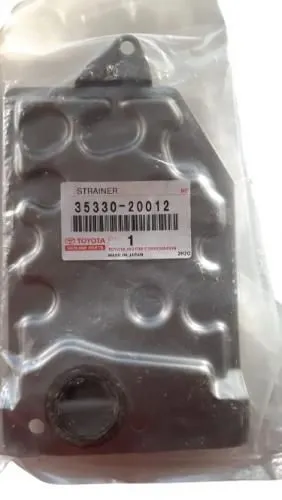 STRAINER
35330-20012
TOYOTA 1
GENUINE PARTS TOYOTA MOTOR CORPORATION
MADE IN JAPAN